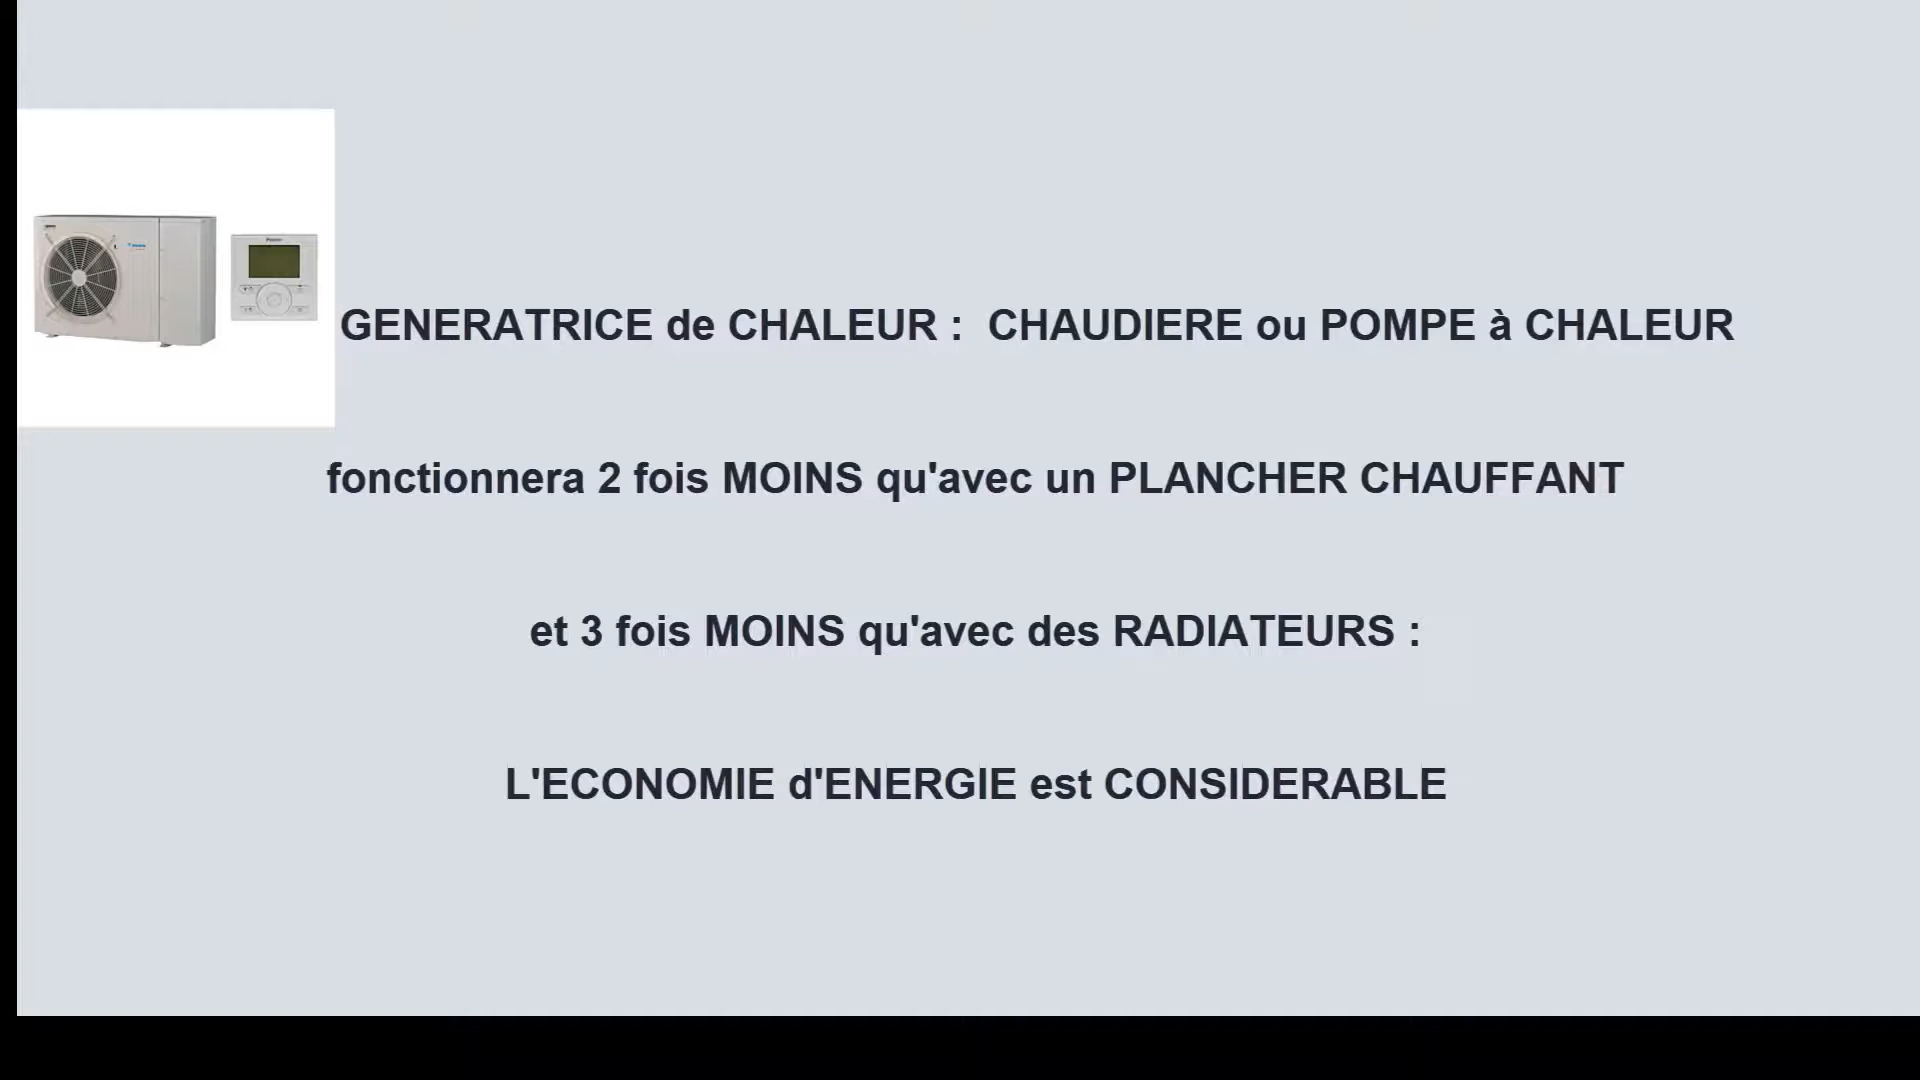 GENERATRICE de CHALEUR : CHAUDIERE ou POMPE à CHALEUR
fonctionnera 2 fois MOINS qu'avec un PLANCHER CHAUFFANT
et 3 fois MOINS qu'avec des RADIATEURS :
L'ECONOMIE d'ENERGIE est CONSIDERABLE